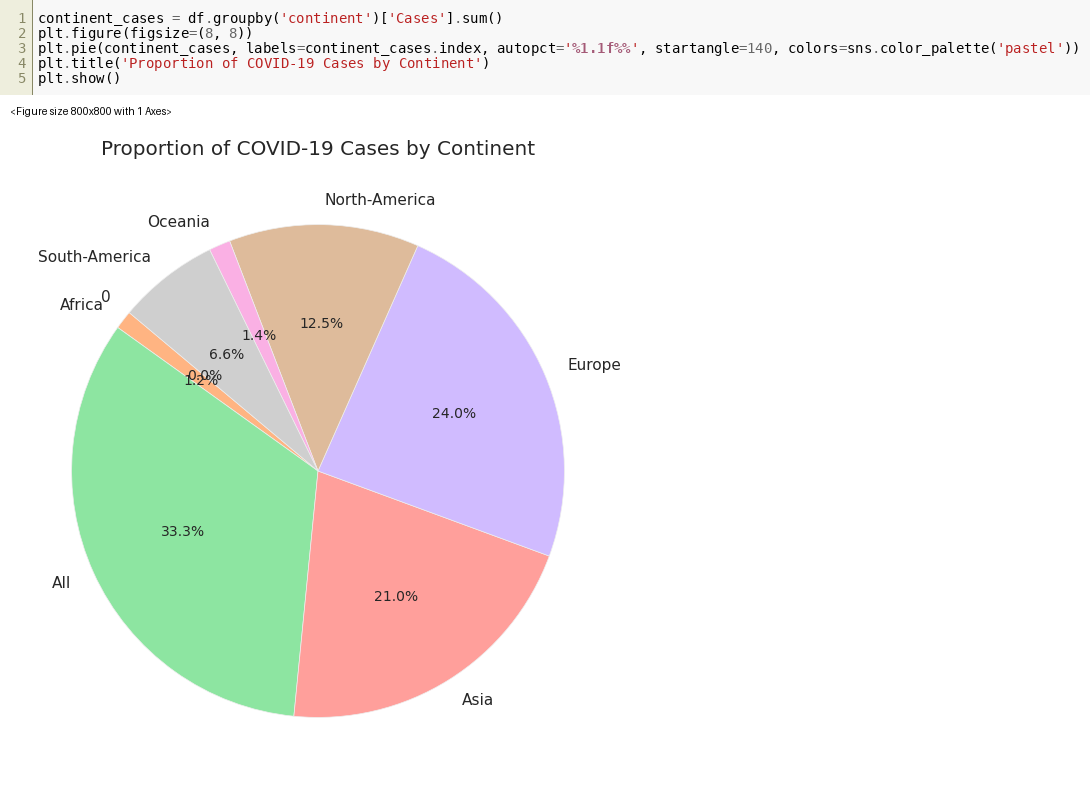 1 continent_cases = df.groupby('continent')['Cases'].sum()
2 plt.figure(figsize=(8, 8))
3 plt.pie(continent_cases, labels=continent_cases.index, autopct='%1.1f%%', startangle=140, colors=sns.color_palette('pastel'))
4 plt.title('Proportion of COVID-19 Cases by Continent')
5 plt.show()
<Figure size 800x800 with 1 Axes>
Proportion of COVID-19 Cases by Continent
North-America
Oceania
South-America
0
Africa
12.5%
1.4%
6.6%
0.0%
1.2%
Europe
24.0%
33.3%
All
21.0%
Asia